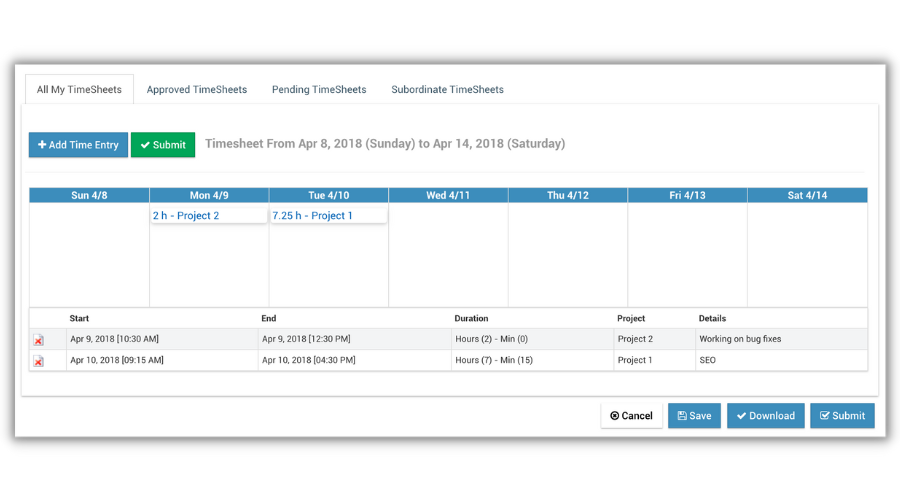 All My TimeSheets Approved TimeSheets Pending TimeSheets Subordinate TimeSheets
Add Time Entry Submit Timesheet From Apr 8, 2018 (Sunday) to Apr 14, 2018 (Saturday)
Sun 4/8 Mon 4/9 Tue 4/10 Wed 4/11 Thu 4/12 Fri 4/13 Sat 4/14
2 h - Project 2 7.25 h - Project 1
Start End Duration Project Details
Apr 9, 2018 [10:30 AM] Apr 9, 2018 [12:30 PM] Hours (2) - Min (0) Project 2 Working on bug fixes
Apr 10, 2018 [09:15 AM] Apr 10, 2018 [04:30 PM] Hours (7) - Min (15) Project 1 SEO
Cancel Save Download Submit